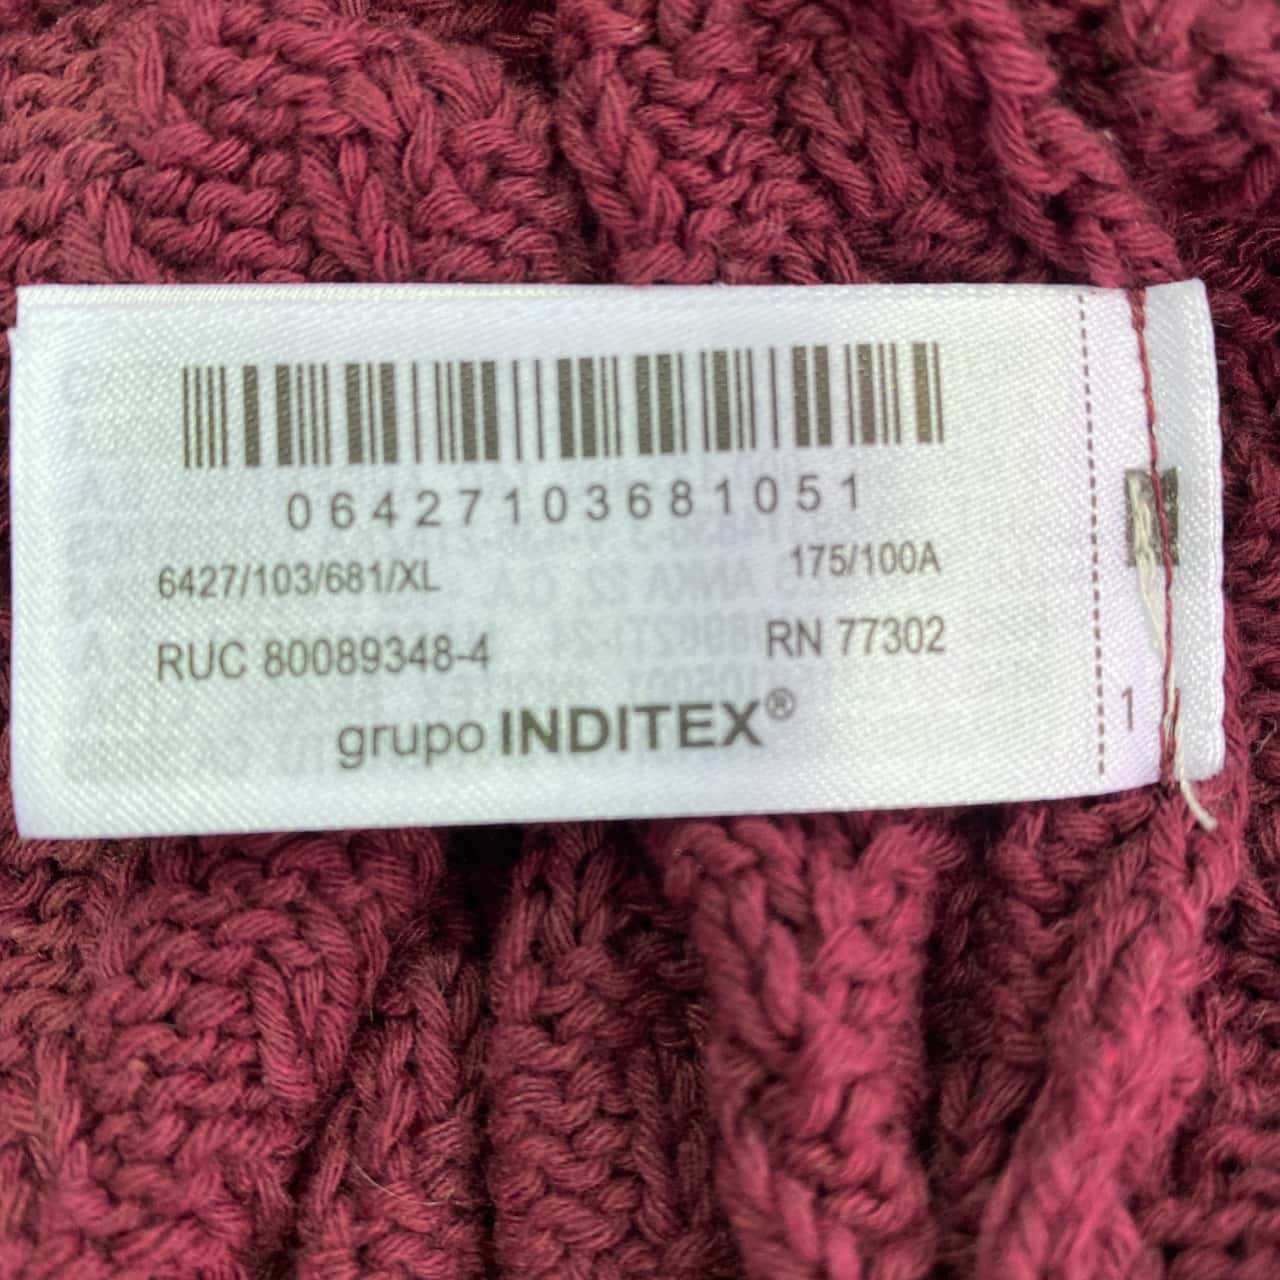 06427103681051
6427/103/681/XL 175/100A
RUC 80089348-4 RN 77302
grupo INDITEX®
1